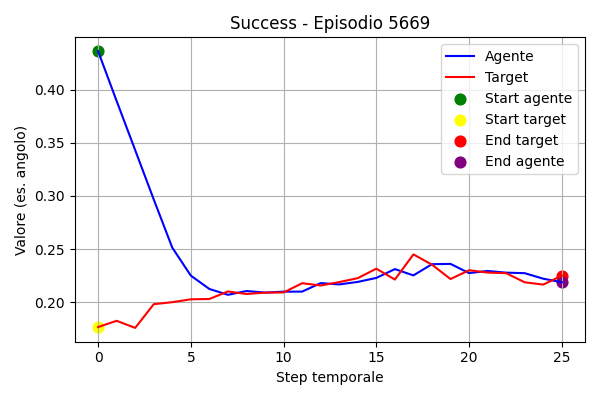 Success - Episodio 5669
Valore (es. angolo)
0.40
0.35
0.30
0.25
0.20
Agente
Target
Start agente
Start target
End target
End agente
0 5 10 15 20 25
Step temporale